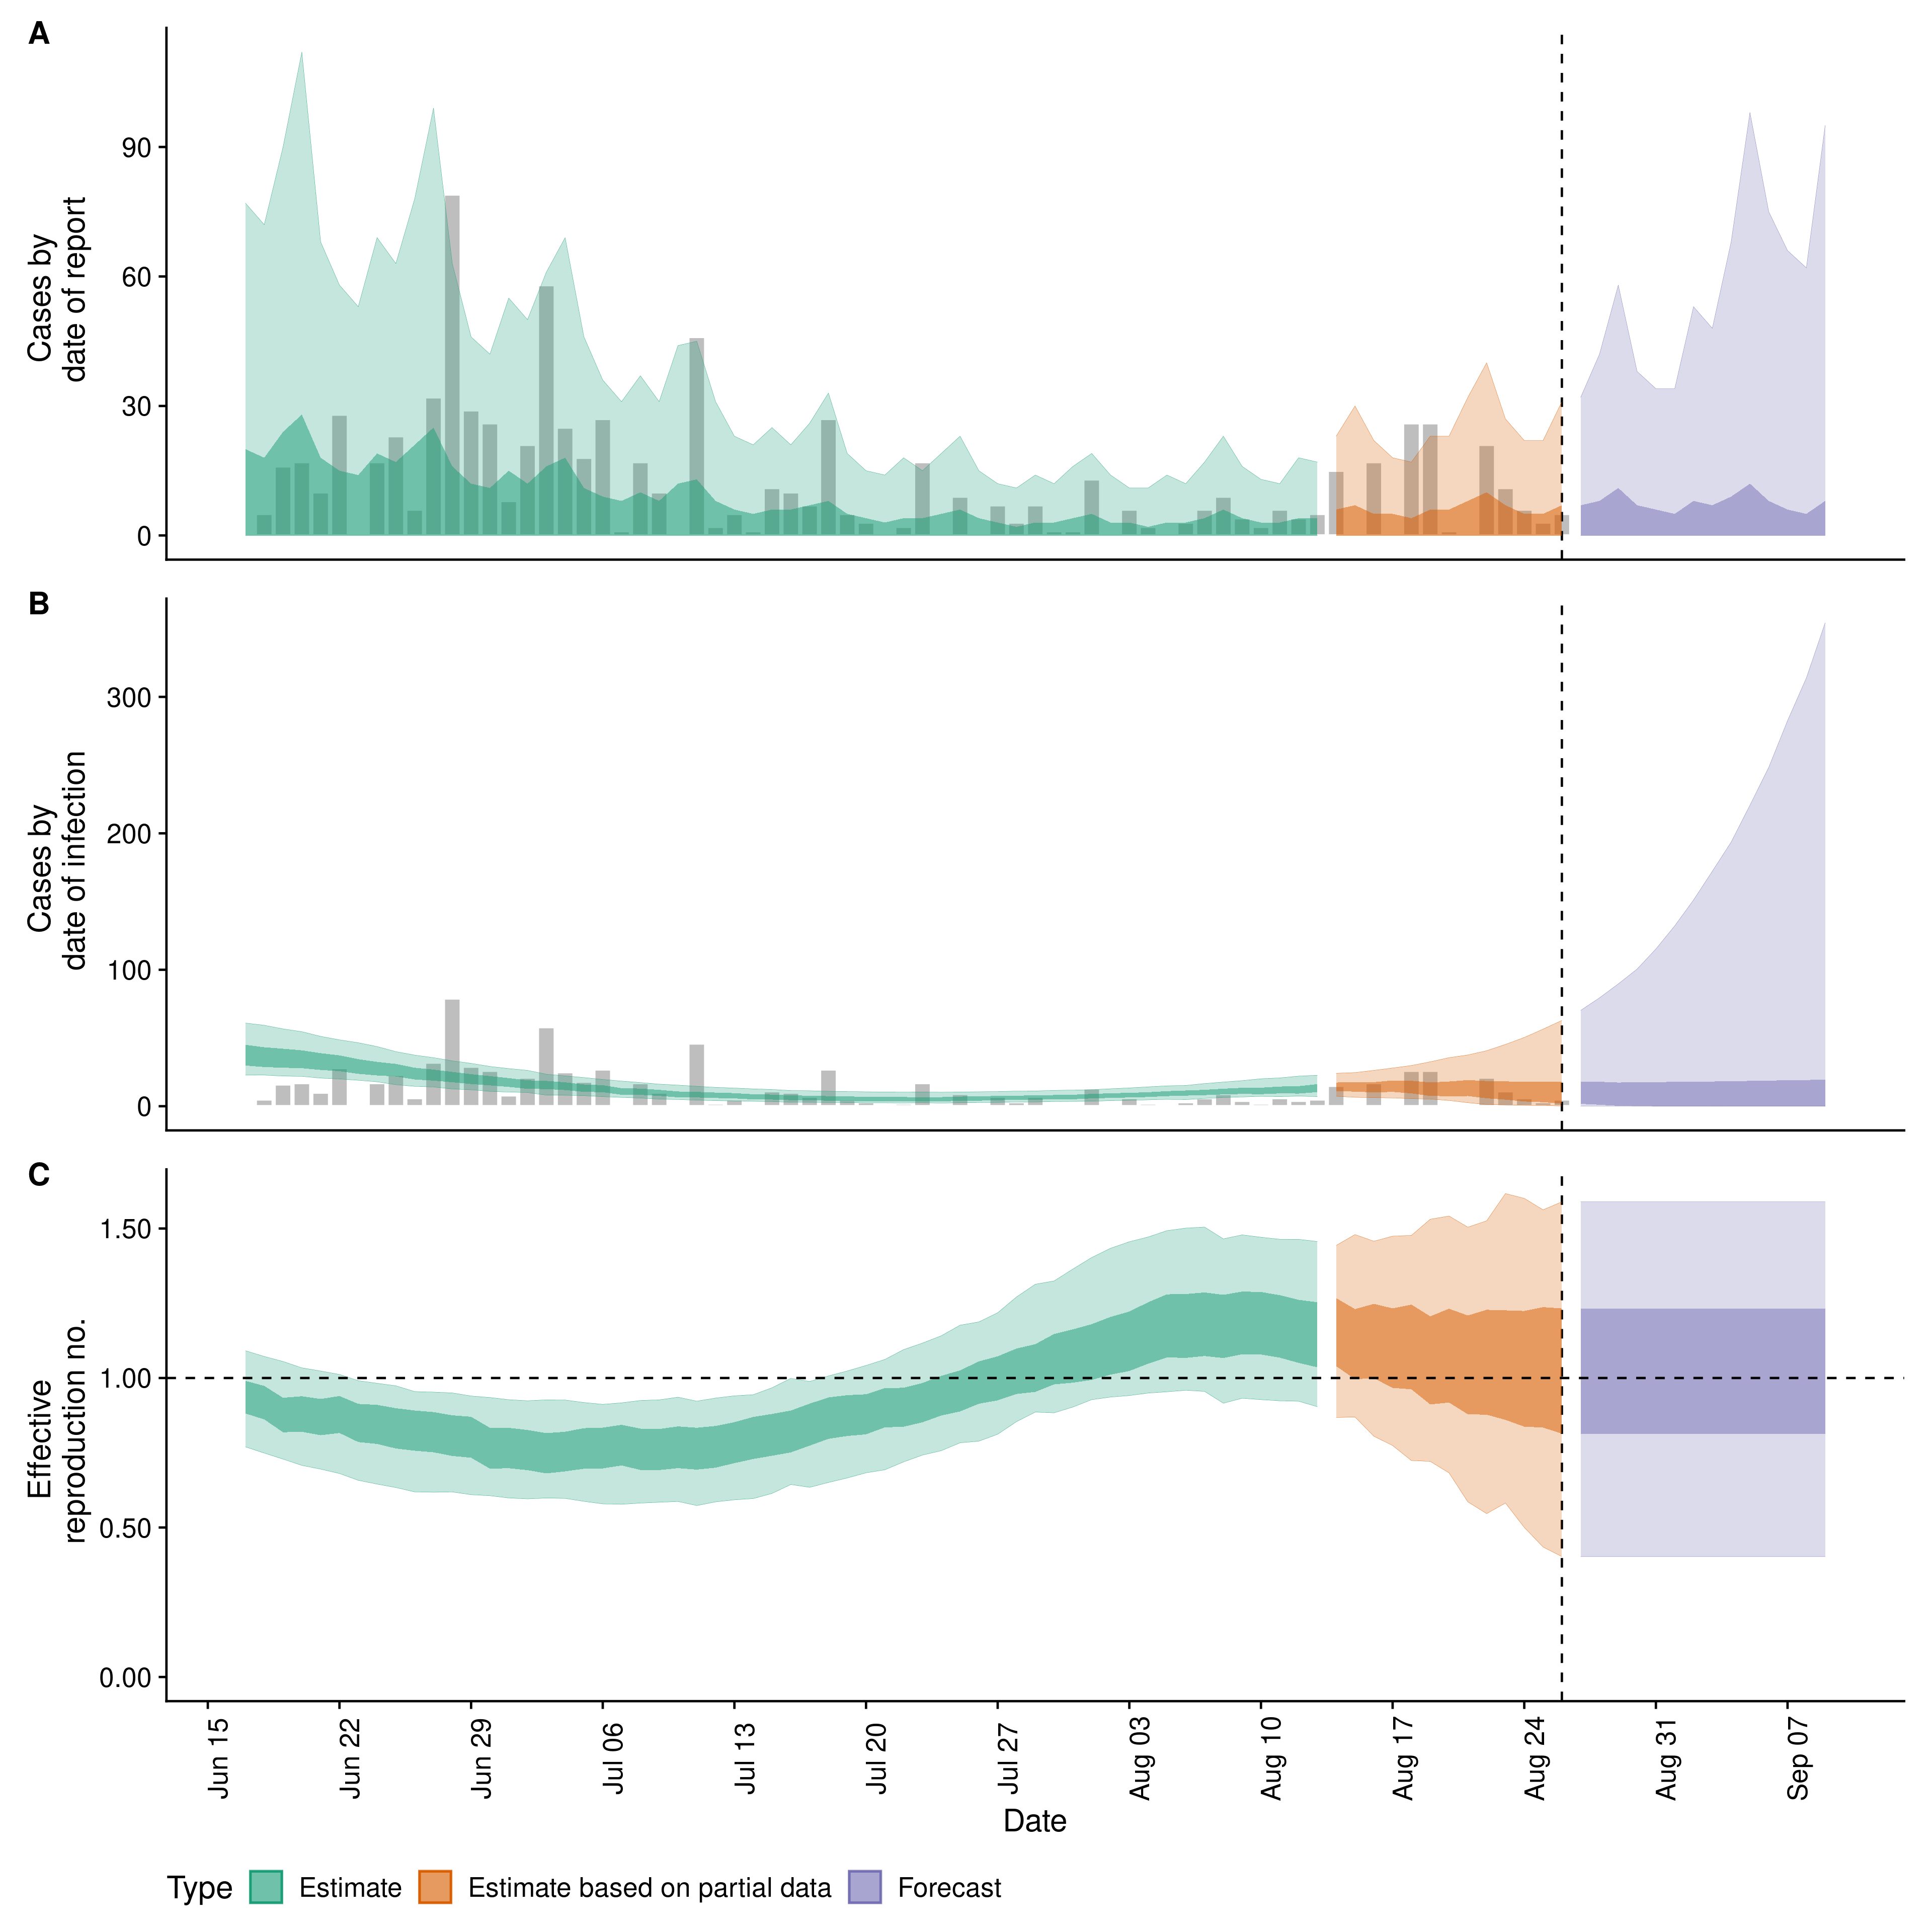 A
Cases by
date of report
90
60
30
0
B
Cases by
date of infection
300
200
100
0
C
Effective
reproduction no.
1.50
1.00
0.50
0.00
Jun 15
Jun 22
Jun 29
Jul 06
Jul 13
Jul 20
Jul 27
Aug 03
Aug 10
Aug 17
Aug 24
Aug 31
Sep 07
Date
Type Estimate Estimate based on partial data Forecast